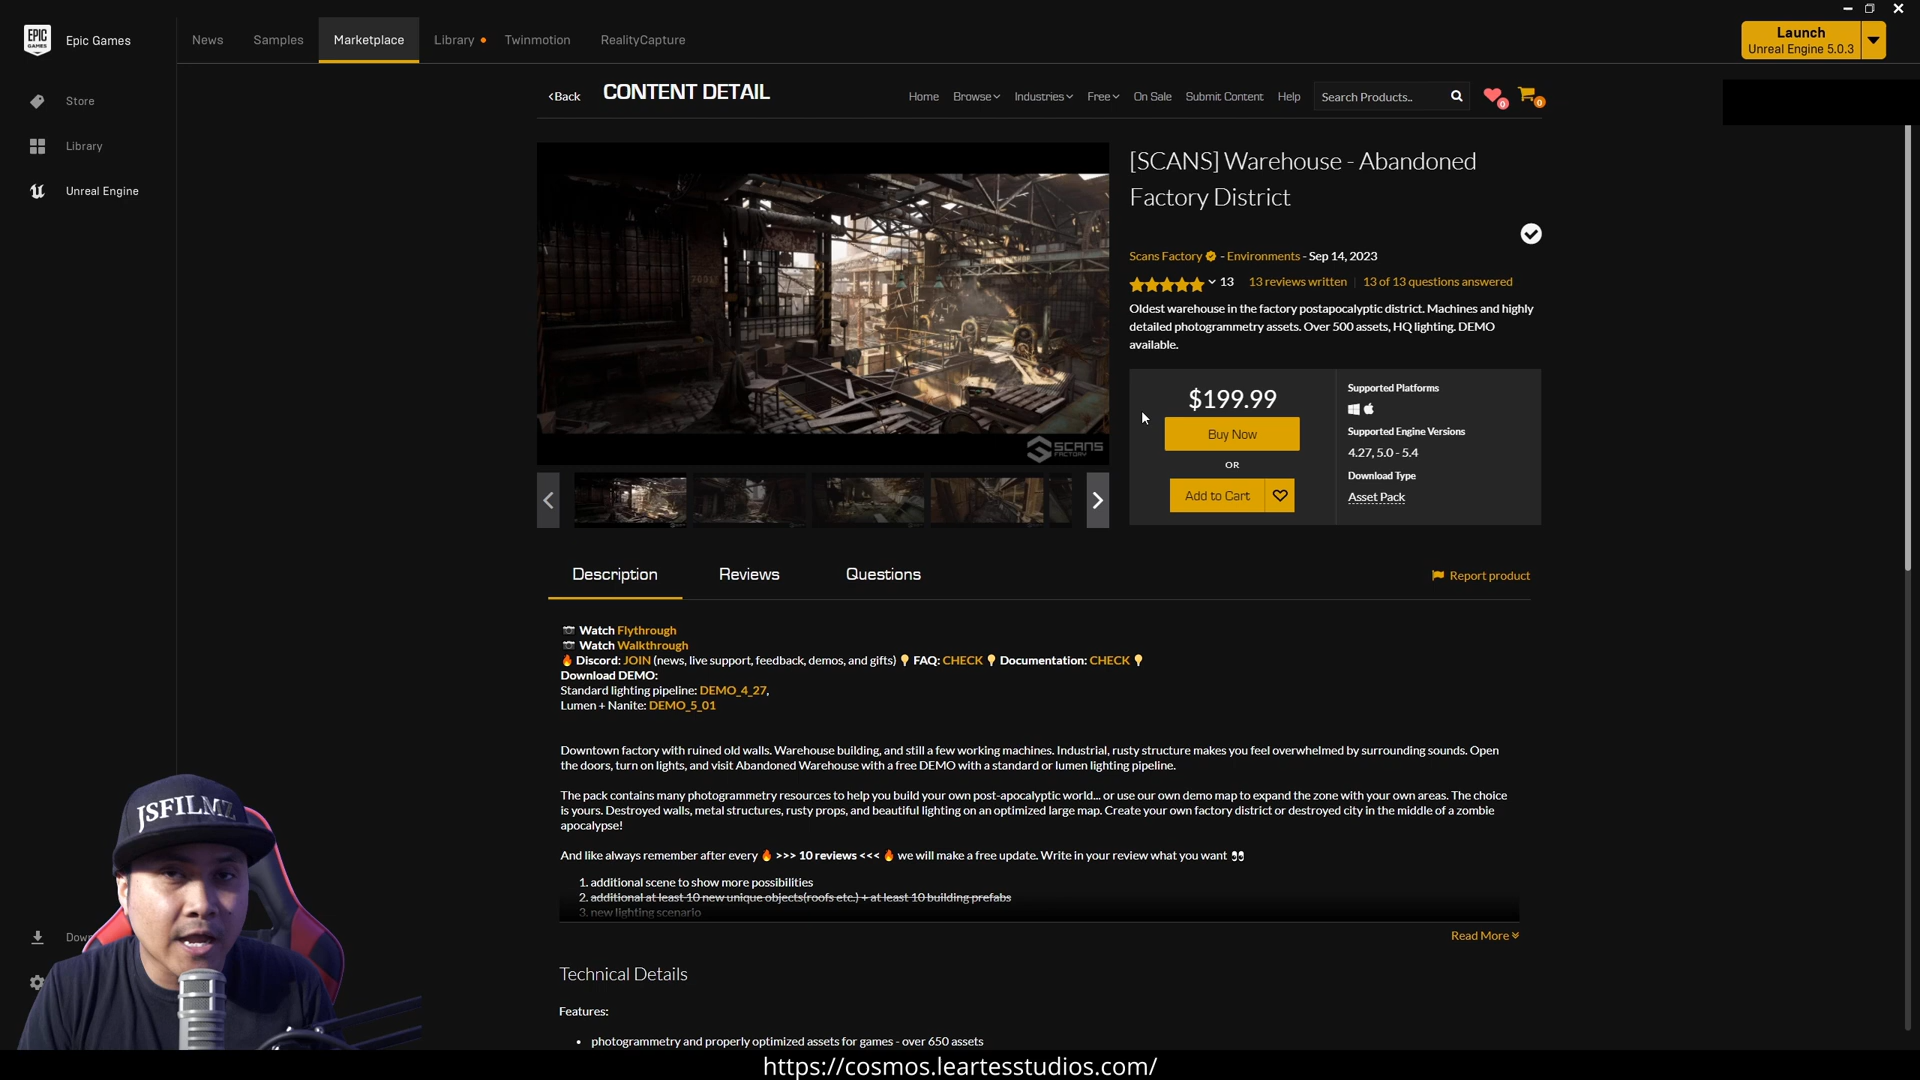 EPIC GAMES
Epic Games
News
Samples
Marketplace
Library
Twinmotion
RealityCapture
Launch
Unreal Engine 5.0.3
Store
Library
Unreal Engine
Back
CONTENT DETAIL
Home
Browse
Industries
Free
On Sale
Submit Content
Help
Search Products..
0
0
[SCANS] Warehouse - Abandoned
Factory District
Scans Factory - Environments - Sep 14, 2023
13
13 reviews written
13 of 13 questions answered
Oldest warehouse in the factory postapocalyptic district. Machines and highly
detailed photogrammetry assets. Over 500 assets, HQ lighting. DEMO
available.
$199.99
Buy Now
OR
Add to Cart
Supported Platforms
Supported Engine Versions
4.27, 5.0 - 5.4
Download Type
Asset Pack
SCANS
FACTORY
Description
Reviews
Questions
Report product
Watch Flythrough
Watch Walkthrough
Discord: JOIN (news, live support, feedback, demos, and gifts) FAQ: CHECK Documentation: CHECK
Download DEMO:
Standard lighting pipeline: DEMO_4_27,
Lumen + Nanite: DEMO_5_01
Downtown factory with ruined old walls. Warehouse building, and still a few working machines. Industrial, rusty structure makes you feel overwhelmed by surrounding sounds. Open
the doors, turn on lights, and visit Abandoned Warehouse with a free DEMO with a standard or lumen lighting pipeline.
The pack contains many photogrammetry resources to help you build your own post-apocalyptic world... or use our own demo map to expand the zone with your own areas. The choice
is yours. Destroyed walls, metal structures, rusty props, and beautiful lighting on an optimized large map. Create your own factory district or destroyed city in the middle of a zombie
apocalypse!
And like always remember after every >>> 10 reviews <<< we will make a free update. Write in your review what you want
1. additional scene to show more possibilities
2. additional at least 10 new unique objects(roofs etc.) + at least 10 building prefabs
3. new lighting scenario
Read More
Technical Details
Features:
• photogrammetry and properly optimized assets for games - over 650 assets
JSFILMZ
https://cosmos.leartesstudios.com/